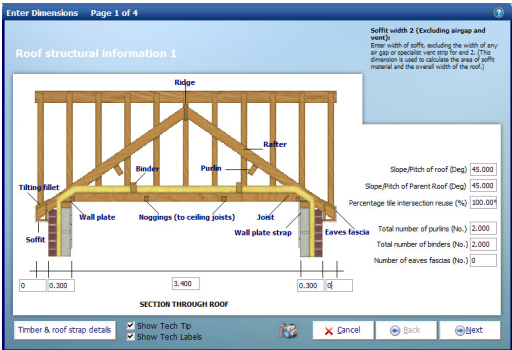 Enter Dimensions Page 1 of 4
Soffit width 2 (Excluding airgap and
vent):
Enter width of soffit, excluding the width of any
air gap or specialist vent strip for end 2. (This
dimension is used to calculate the area of soffit
material and the overall width of the roof.)
Roof structural information 1
Ridge
Rafter
Binder
Purlin
Tilting fillet
Wall plate
Noggings (to ceiling joists)
Joist
Wall plate strap
Eaves fascia
Soffit
Slope/Pitch of roof (Deg) 45.000
Slope/Pitch of Parent Roof (Deg) 45.000
Percentage tile intersection reuse (%) 100.00°
Total number of purlins (No.) 2.000
Total number of binders (No.) 2.000
Number of eaves fascias (No.) 0
0 0.300 3.400 0.300 0
SECTION THROUGH ROOF
Timber & roof strap details
Show Tech Tip
Show Tech Labels
Cancel
Back
Next